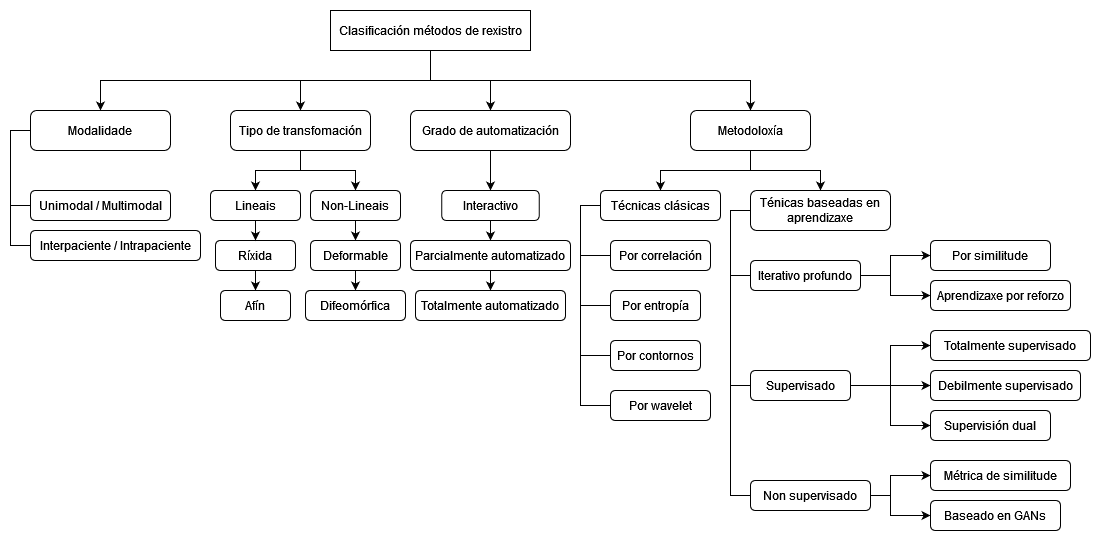 Clasificación métodos de rexistro
Modalidade
Tipo de transfomación
Grado de automatización
Metodoloxía
Unimodal / Multimodal
Interpaciente / Intrapaciente
Lineais
Non-Lineais
Ríxida
Deformable
Afín
Difeomórfica
Interactivo
Parcialmente automatizado
Totalmente automatizado
Técnicas clásicas
Por correlación
Por entropía
Por contornos
Por wavelet
Ténicas baseadas en
aprendizaxe
Iterativo profundo
Por similitude
Aprendizaxe por reforzo
Supervisado
Totalmente supervisado
Debilmente supervisado
Supervisión dual
Non supervisado
Métrica de similitude
Baseado en GANs